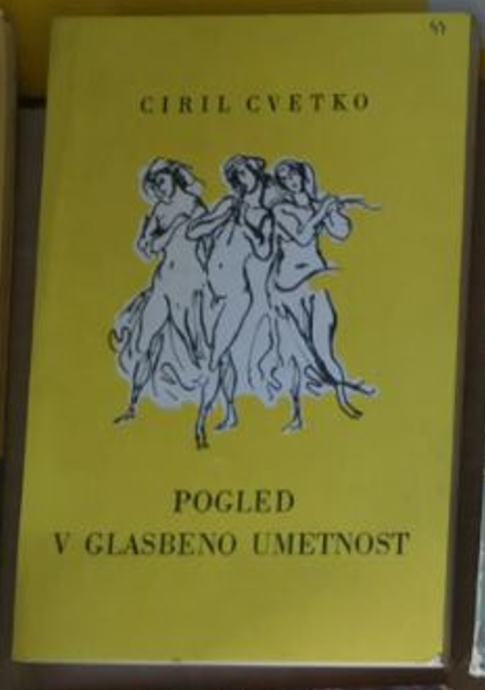 CIRIL CVETKO
POGLED
V GLASBENO UMETNOST